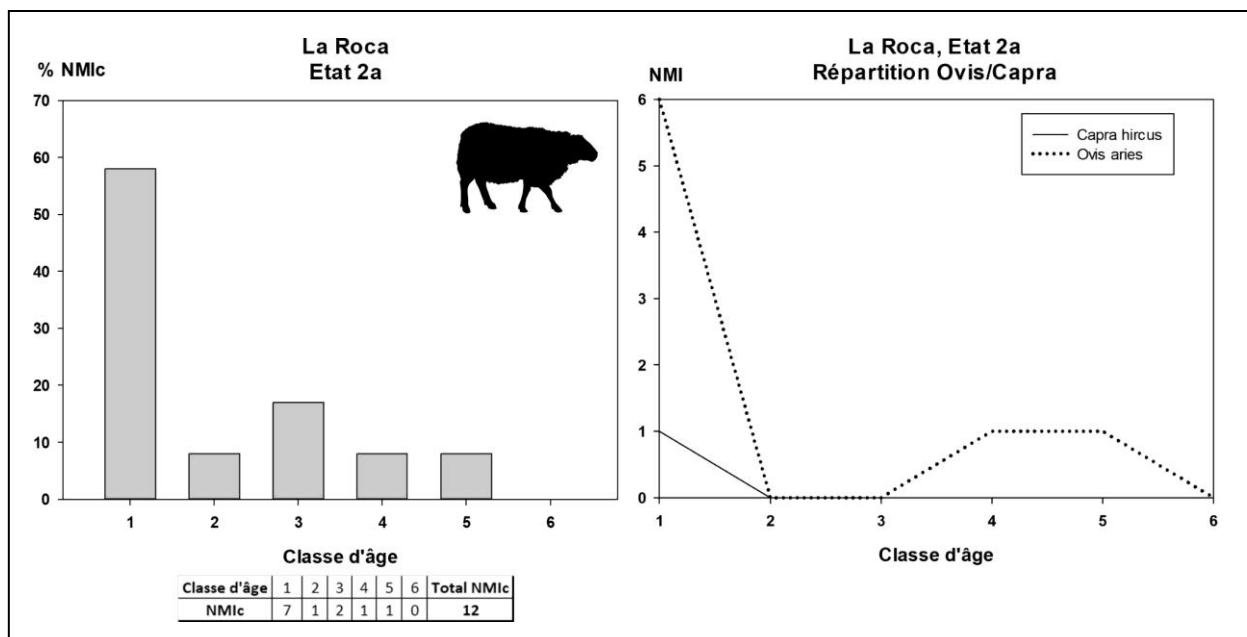 La Roca
Etat 2a
% NMIc
70
60
50
40
30
20
10
0
1 2 3 4 5 6
Classe d'âge
Classe d'âge 1 2 3 4 5 6 Total NMIc
NMIc 7 1 2 1 1 0 12
La Roca, Etat 2a
Répartition Ovis/Capra
NMI
6
5
4
3
2
1
0
Capra hircus
Ovis aries
1 2 3 4 5 6
Classe d'âge